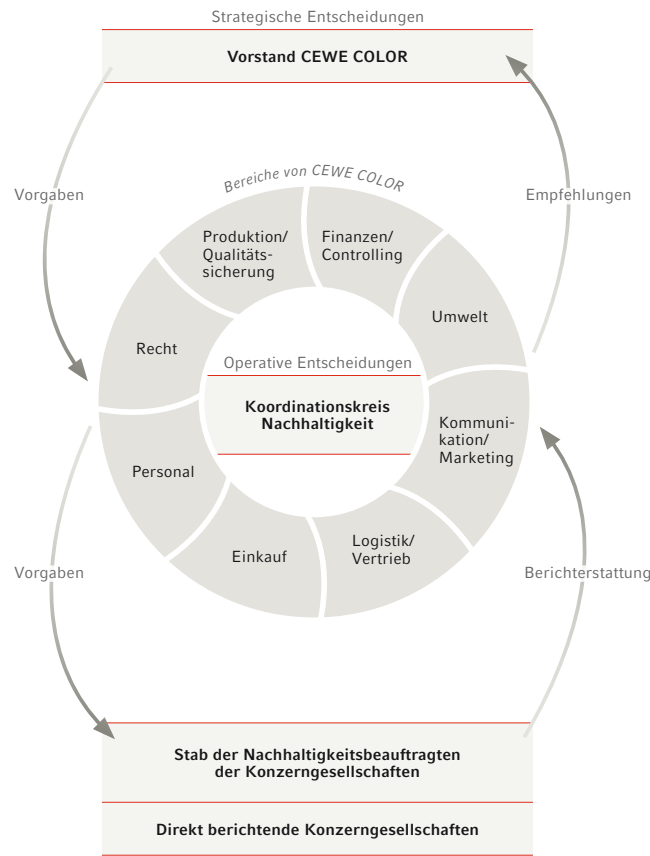 Strategische Entscheidungen
Vorstand CEWE COLOR
Vorgaben
Empfehlungen
Bereiche von CEWE COLOR
Produktion/
Qualitäts-
sicherung
Finanzen/
Controlling
Umwelt
Recht
Operative Entscheidungen
Koordinationskreis
Nachhaltigkeit
Kommuni-
kation/
Marketing
Personal
Logistik/
Vertrieb
Einkauf
Vorgaben
Berichterstattung
Stab der Nachhaltigkeitsbeauftragten
der Konzerngesellschaften
Direkt berichtende Konzerngesellschaften